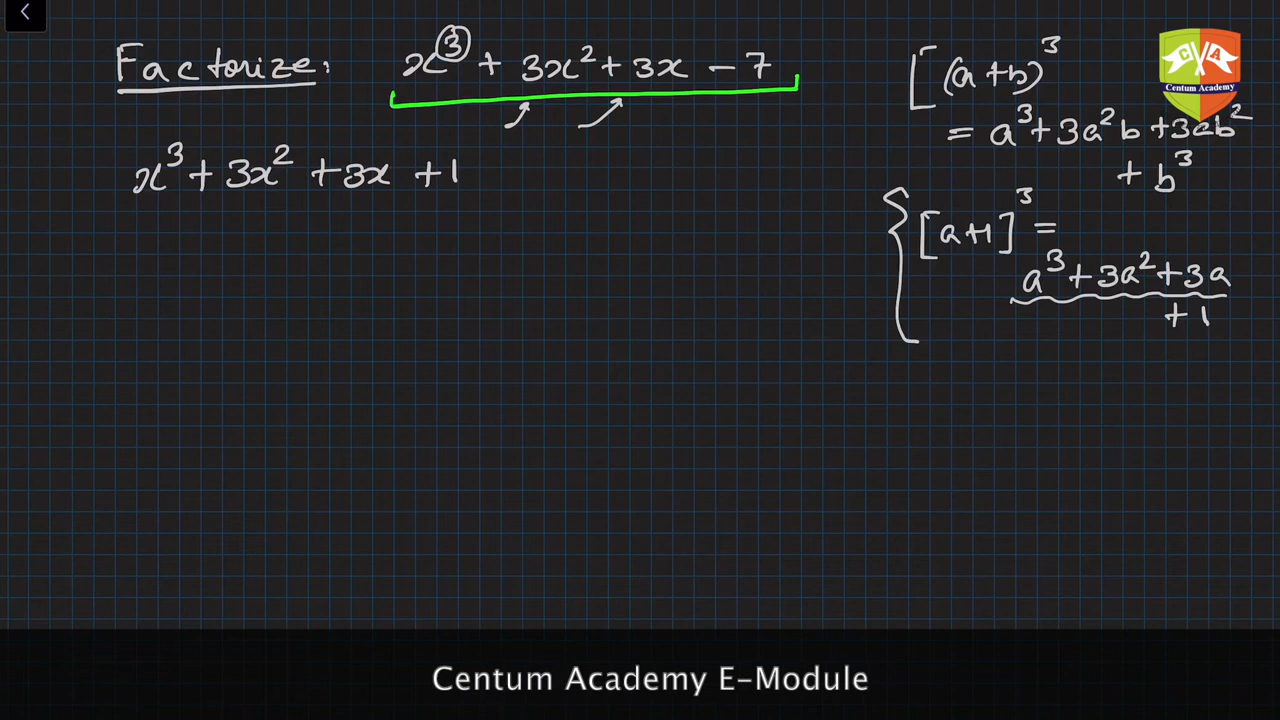 Factorize: x³ + 3x² + 3x - 7
x³ + 3x² + 3x + 1
[(a+b)³
= a³ + 3a²b + 3ab²
+ b³
{ [a+1]³ =
a³ + 3a² + 3a
+ 1
C A
Centum Academy
Centum Academy E-Module